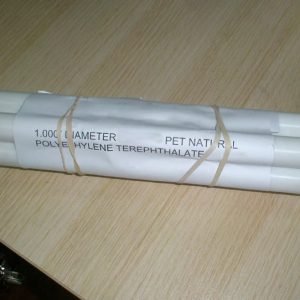 1.000" DIAMETER PET NATURAL
POLYETHYLENE TEREPHTHALATE